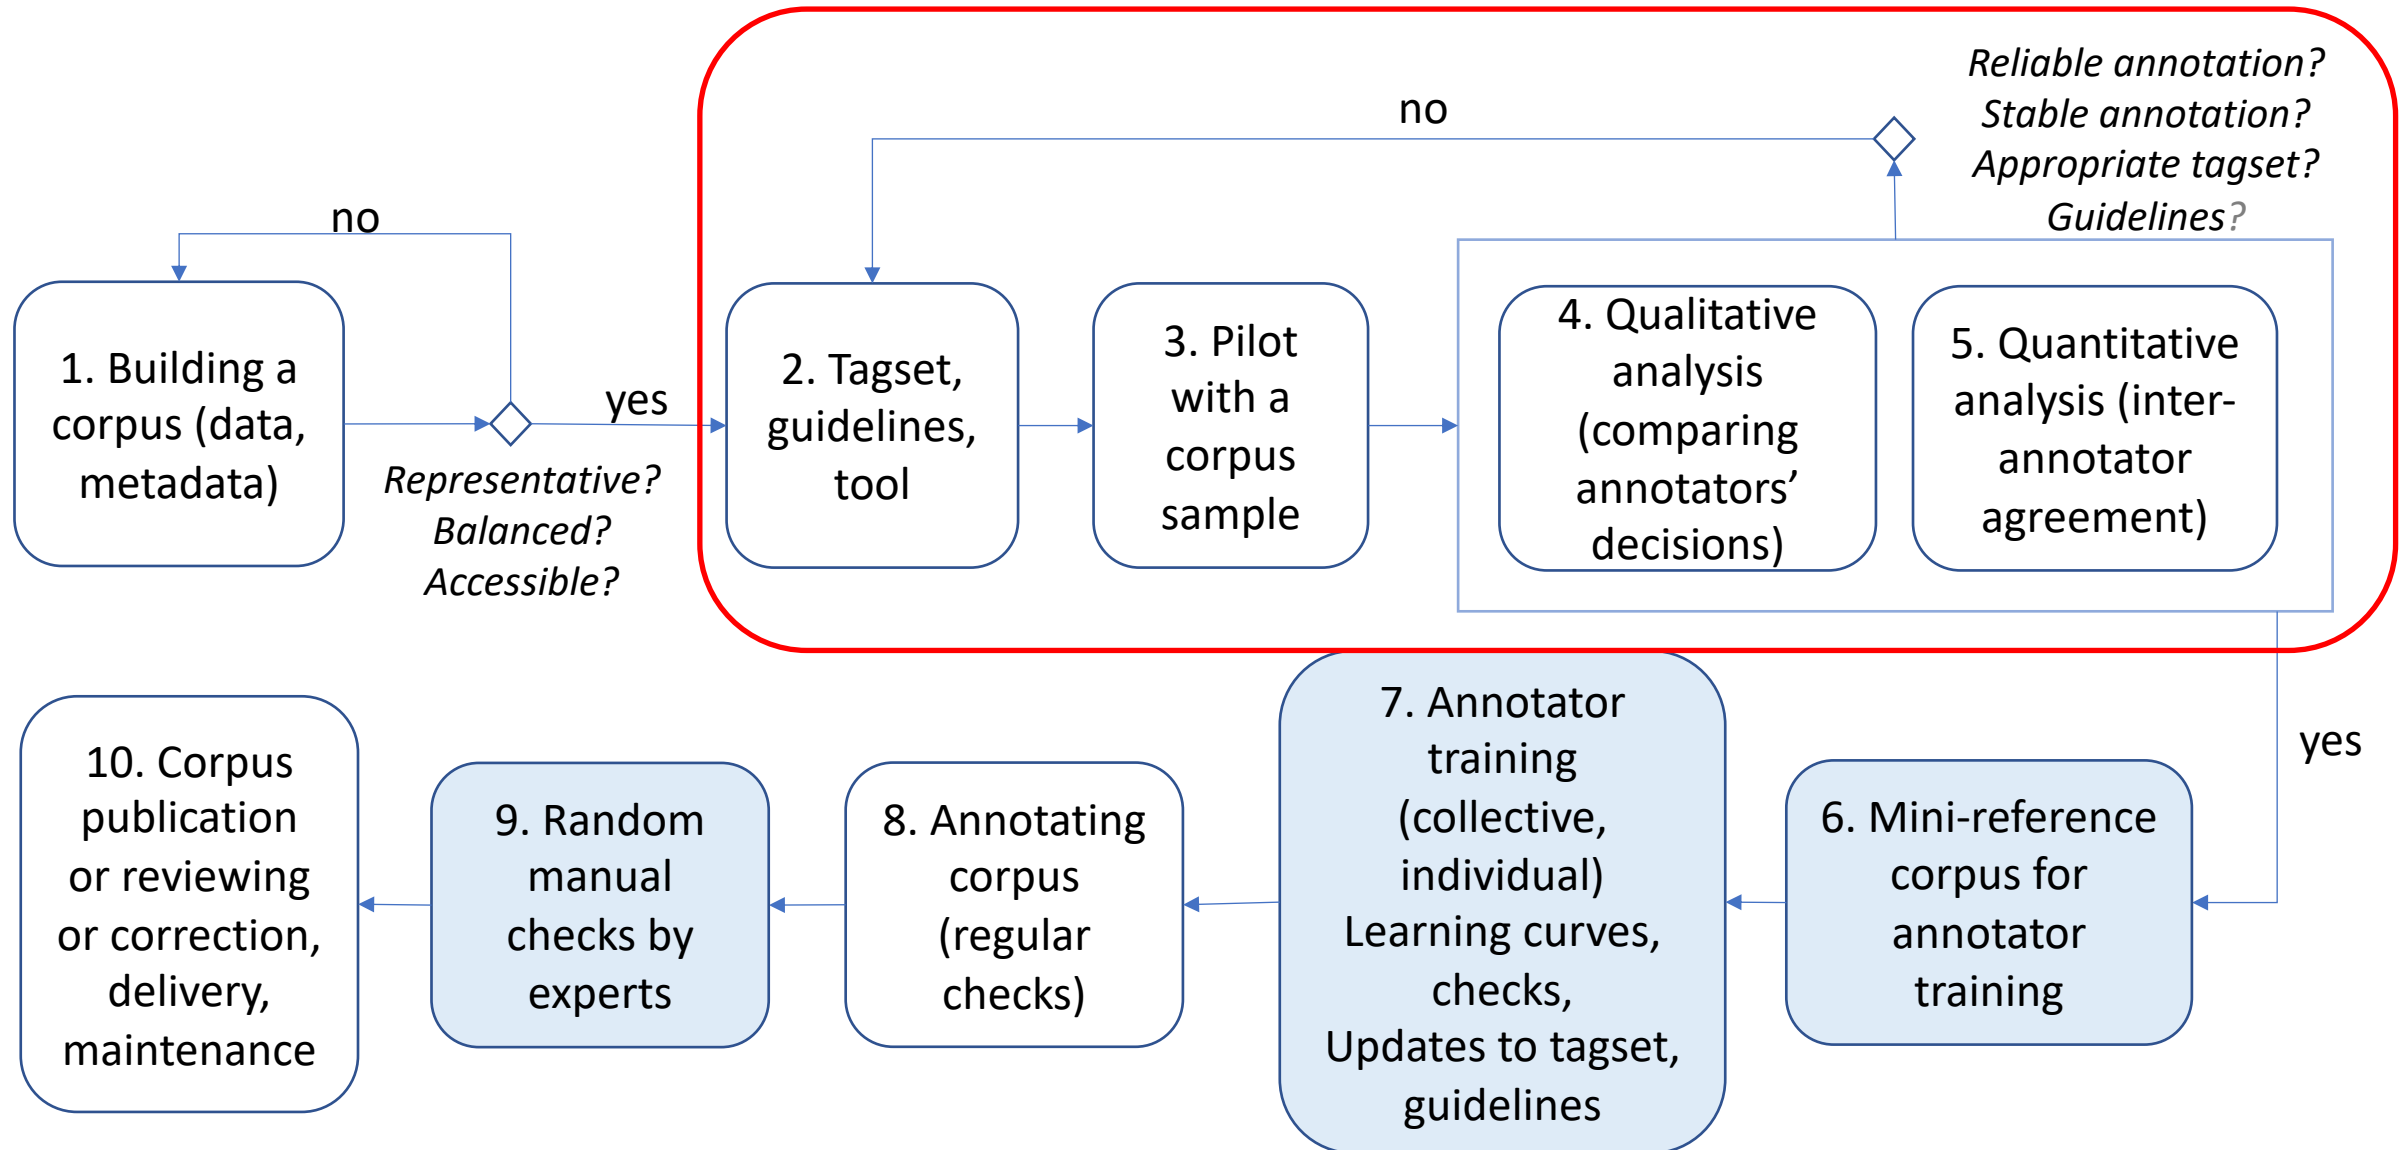 no
1. Building a
corpus (data,
metadata)
yes
Representative?
Balanced?
Accessible?
no
Reliable annotation?
Stable annotation?
Appropriate tagset?
Guidelines?
2. Tagset,
guidelines,
tool
3. Pilot
with a
corpus
sample
4. Qualitative
analysis
(comparing
annotators’
decisions)
5. Quantitative
analysis (inter-
annotator
agreement)
yes
6. Mini-reference
corpus for
annotator
training
7. Annotator
training
(collective,
individual)
Learning curves,
checks,
Updates to tagset,
guidelines
8. Annotating
corpus
(regular
checks)
9. Random
manual
checks by
experts
10. Corpus
publication
or reviewing
or correction,
delivery,
maintenance